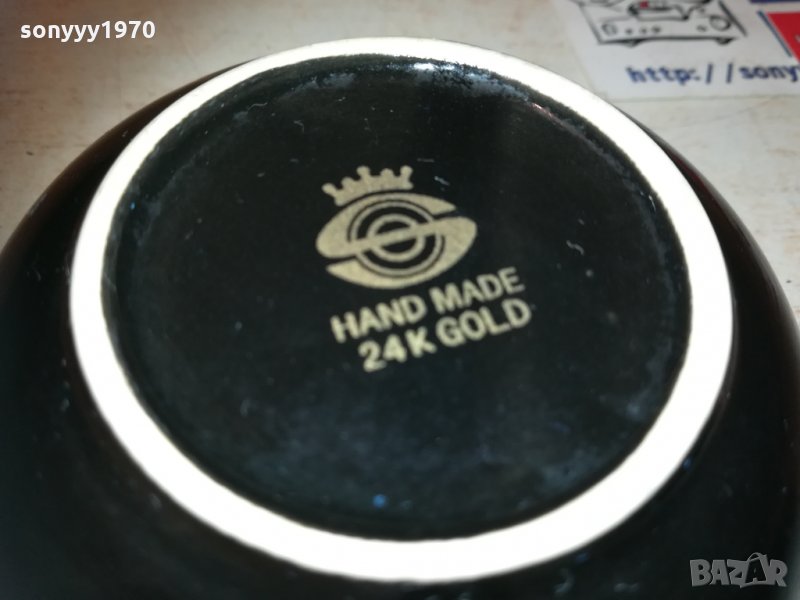 sonyyy1970
http://sony
HAND MADE
24K GOLD
BAZAR